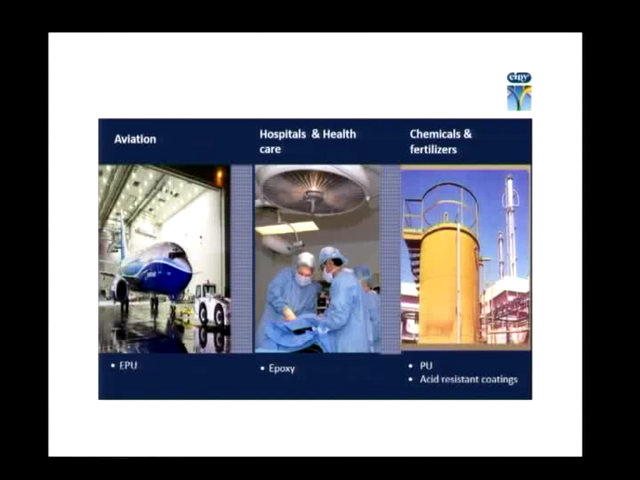 Aviation
Hospitals & Health
care
Chemicals &
fertilizers
• EPU
• Epoxy
• PU
• Acid resistant coatings